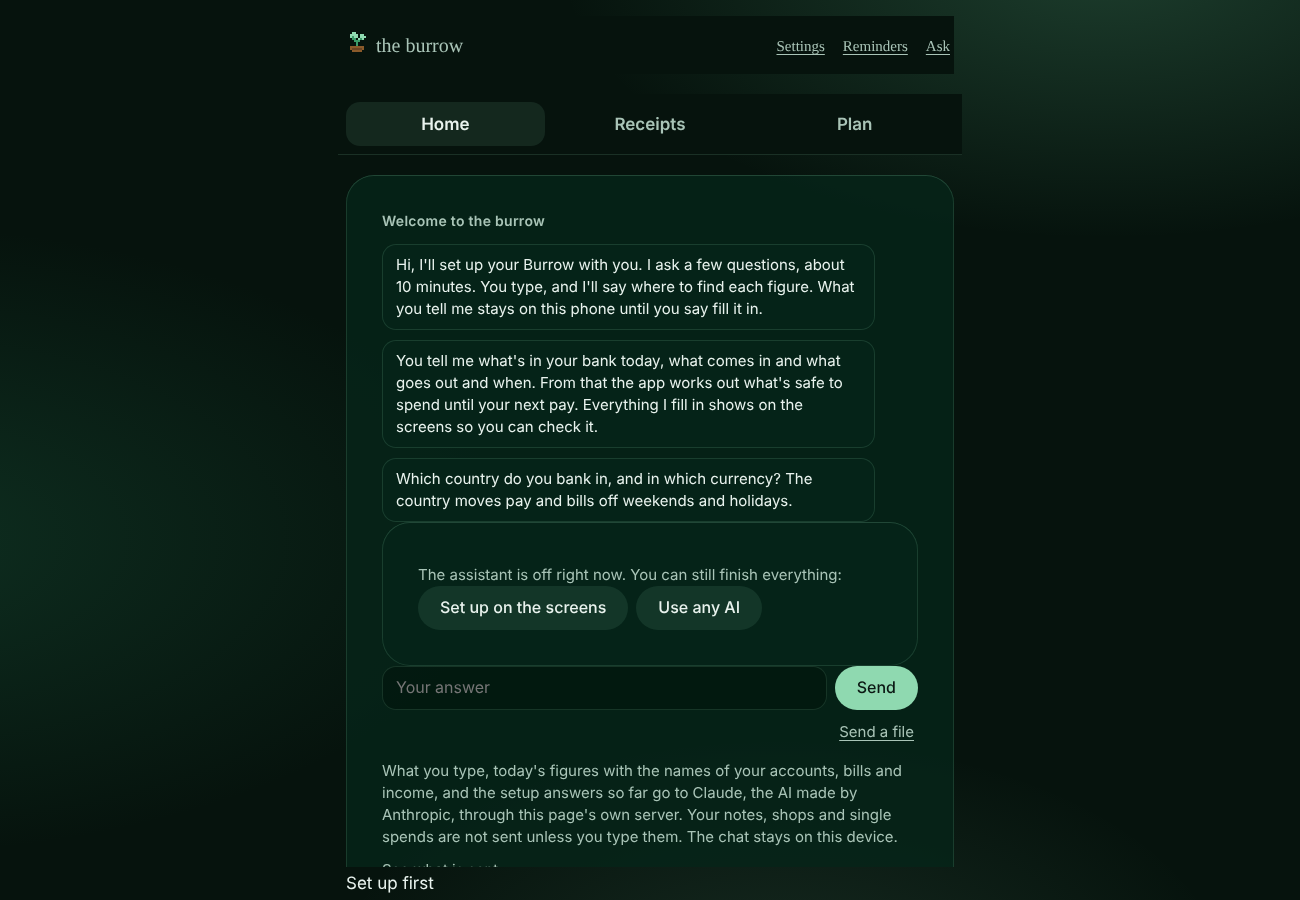 the burrow
Settings Reminders Ask
Home Receipts Plan
Welcome to the burrow
Hi, I'll set up your Burrow with you. I ask a few questions, about
10 minutes. You type, and I'll say where to find each figure. What
you tell me stays on this phone until you say fill it in.
You tell me what's in your bank today, what comes in and what
goes out and when. From that the app works out what's safe to
spend until your next pay. Everything I fill in shows on the
screens so you can check it.
Which country do you bank in, and in which currency? The
country moves pay and bills off weekends and holidays.
The assistant is off right now. You can still finish everything:
Set up on the screens Use any AI
Your answer Send
Send a file
What you type, today's figures with the names of your accounts, bills and
income, and the setup answers so far go to Claude, the AI made by
Anthropic, through this page's own server. Your notes, shops and single
spends are not sent unless you type them. The chat stays on this device.
Set up first